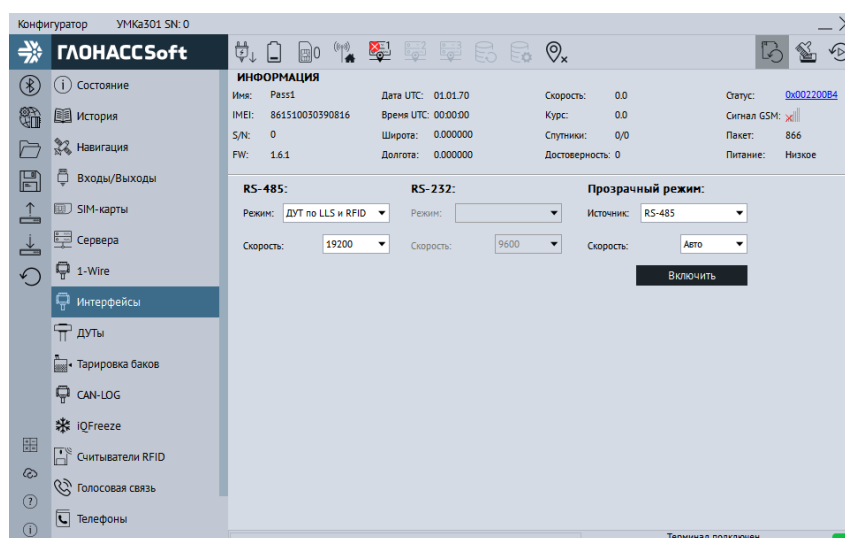 Конфигуратор УМКа301 SN: 0
ГЛОНАССSoft
0
Состояние
История
Навигация
Входы/Выходы
SIM-карты
Сервера
1-Wire
Интерфейсы
ДУТы
Тарировка баков
CAN-LOG
iQFreeze
Считыватели RFID
Голосовая связь
Телефоны
ИНФОРМАЦИЯ
Имя: Pass1 Дата UTC: 01.01.70 Скорость: 0.0 Статус: 0x002200B4
IMEI: 861510030390816 Время UTC: 00:00:00 Курс: 0.0 Сигнал GSM:
S/N: 0 Широта: 0.000000 Спутники: 0/0 Пакет: 866
FW: 1.6.1 Долгота: 0.000000 Достоверность: 0 Питание: Низкое
RS-485: RS-232: Прозрачный режим:
Режим: ДУТ по LLS и RFID Режим: Источник: RS-485
Скорость: 19200 Скорость: 9600 Скорость: Авто
Включить
Терминал подключен